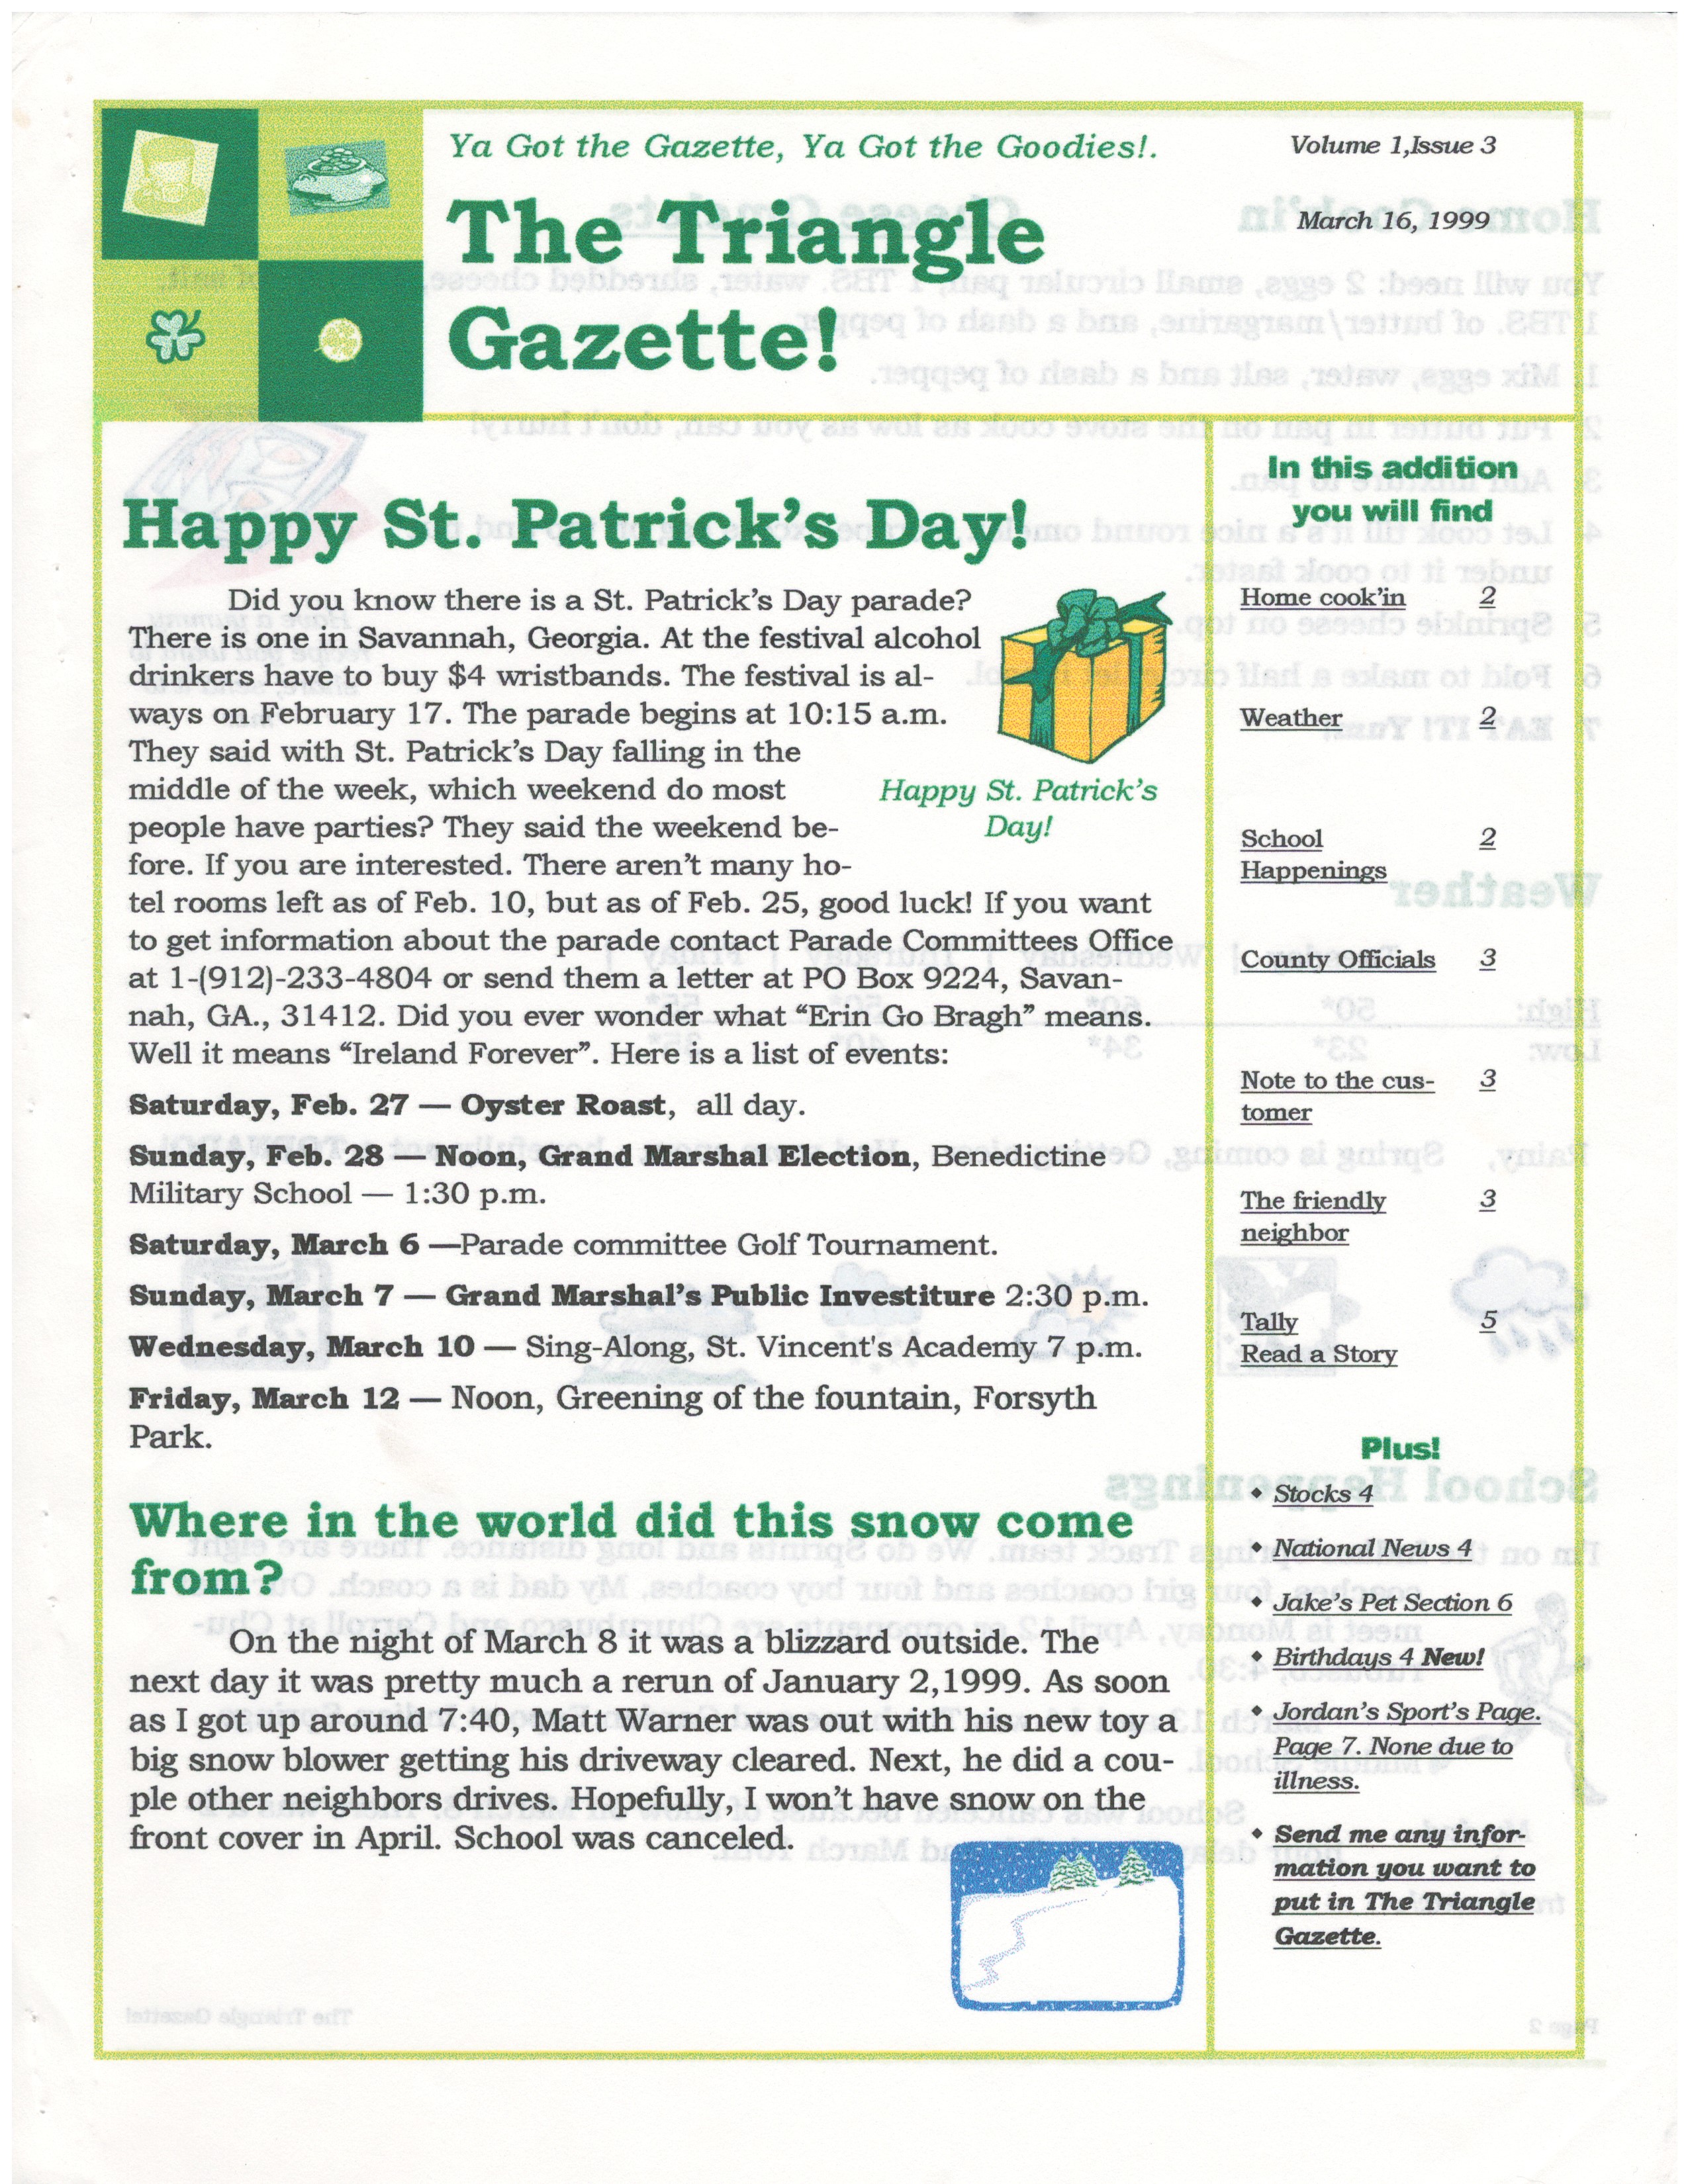 Ya Got the Gazette, Ya Got the Goodies!.
Volume 1,Issue 3
March 16, 1999
The Triangle
Gazette!
Happy St. Patrick's Day!
Did you know there is a St. Patrick's Day parade?
There is one in Savannah, Georgia. At the festival alcohol
drinkers have to buy $4 wristbands. The festival is al-
ways on February 17. The parade begins at 10:15 a.m.
They said with St. Patrick's Day falling in the
middle of the week, which weekend do most
people have parties? They said the weekend be-
fore. If you are interested. There aren't many ho-
tel rooms left as of Feb. 10, but as of Feb. 25, good luck! If you want
to get information about the parade contact Parade Committees Office
at 1-(912)-233-4804 or send them a letter at PO Box 9224, Savan-
nah, GA., 31412. Did you ever wonder what “Erin Go Bragh” means.
Well it means “Ireland Forever”. Here is a list of events:
Happy St. Patrick's
Day!
Saturday, Feb. 27 — Oyster Roast, all day.
Sunday, Feb. 28 — Noon, Grand Marshal Election, Benedictine
Military School — 1:30 p.m.
Saturday, March 6 —Parade committee Golf Tournament.
Sunday, March 7 — Grand Marshal's Public Investiture 2:30 p.m.
Wednesday, March 10 — Sing-Along, St. Vincent's Academy 7 p.m.
Friday, March 12 — Noon, Greening of the fountain, Forsyth
Park.
Where in the world did this snow come
from?
On the night of March 8 it was a blizzard outside. The
next day it was pretty much a rerun of January 2,1999. As soon
as I got up around 7:40, Matt Warner was out with his new toy a
big snow blower getting his driveway cleared. Next, he did a cou-
ple other neighbors drives. Hopefully, I won't have snow on the
front cover in April. School was canceled.
In this addition
you will find
Home cook'in 2
Weather 2
School 2
Happenings
County Officials 3
Note to the cus- 3
tomer
The friendly 3
neighbor
Tally 5
Read a Story
Plus!
◆ Stocks 4
◆ National News 4
◆ Jake's Pet Section 6
◆ Birthdays 4 New!
◆ Jordan's Sport's Page.
Page 7. None due to
illness.
◆ Send me any infor-
mation you want to
put in The Triangle
Gazette.